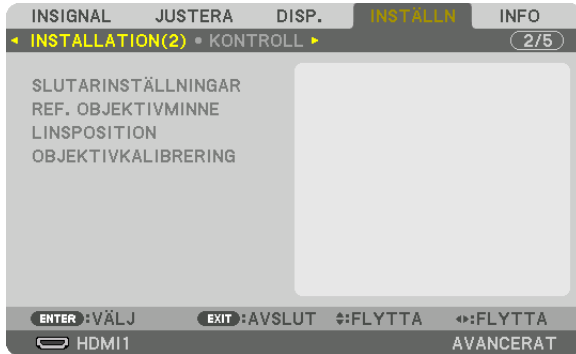 INSIGNAL JUSTERA DISP. INSTÄLLN INFO
INSTALLATION(2) • KONTROLL 2/5
SLUTARINSTÄLLNINGAR
REF. OBJEKTIVMINNE
LINSPOSITION
OBJEKTIVKALIBRERING
ENTER :VÄLJ EXIT :AVSLUT :FLYTTA :FLYTTA
HDMI1 AVANCERAT